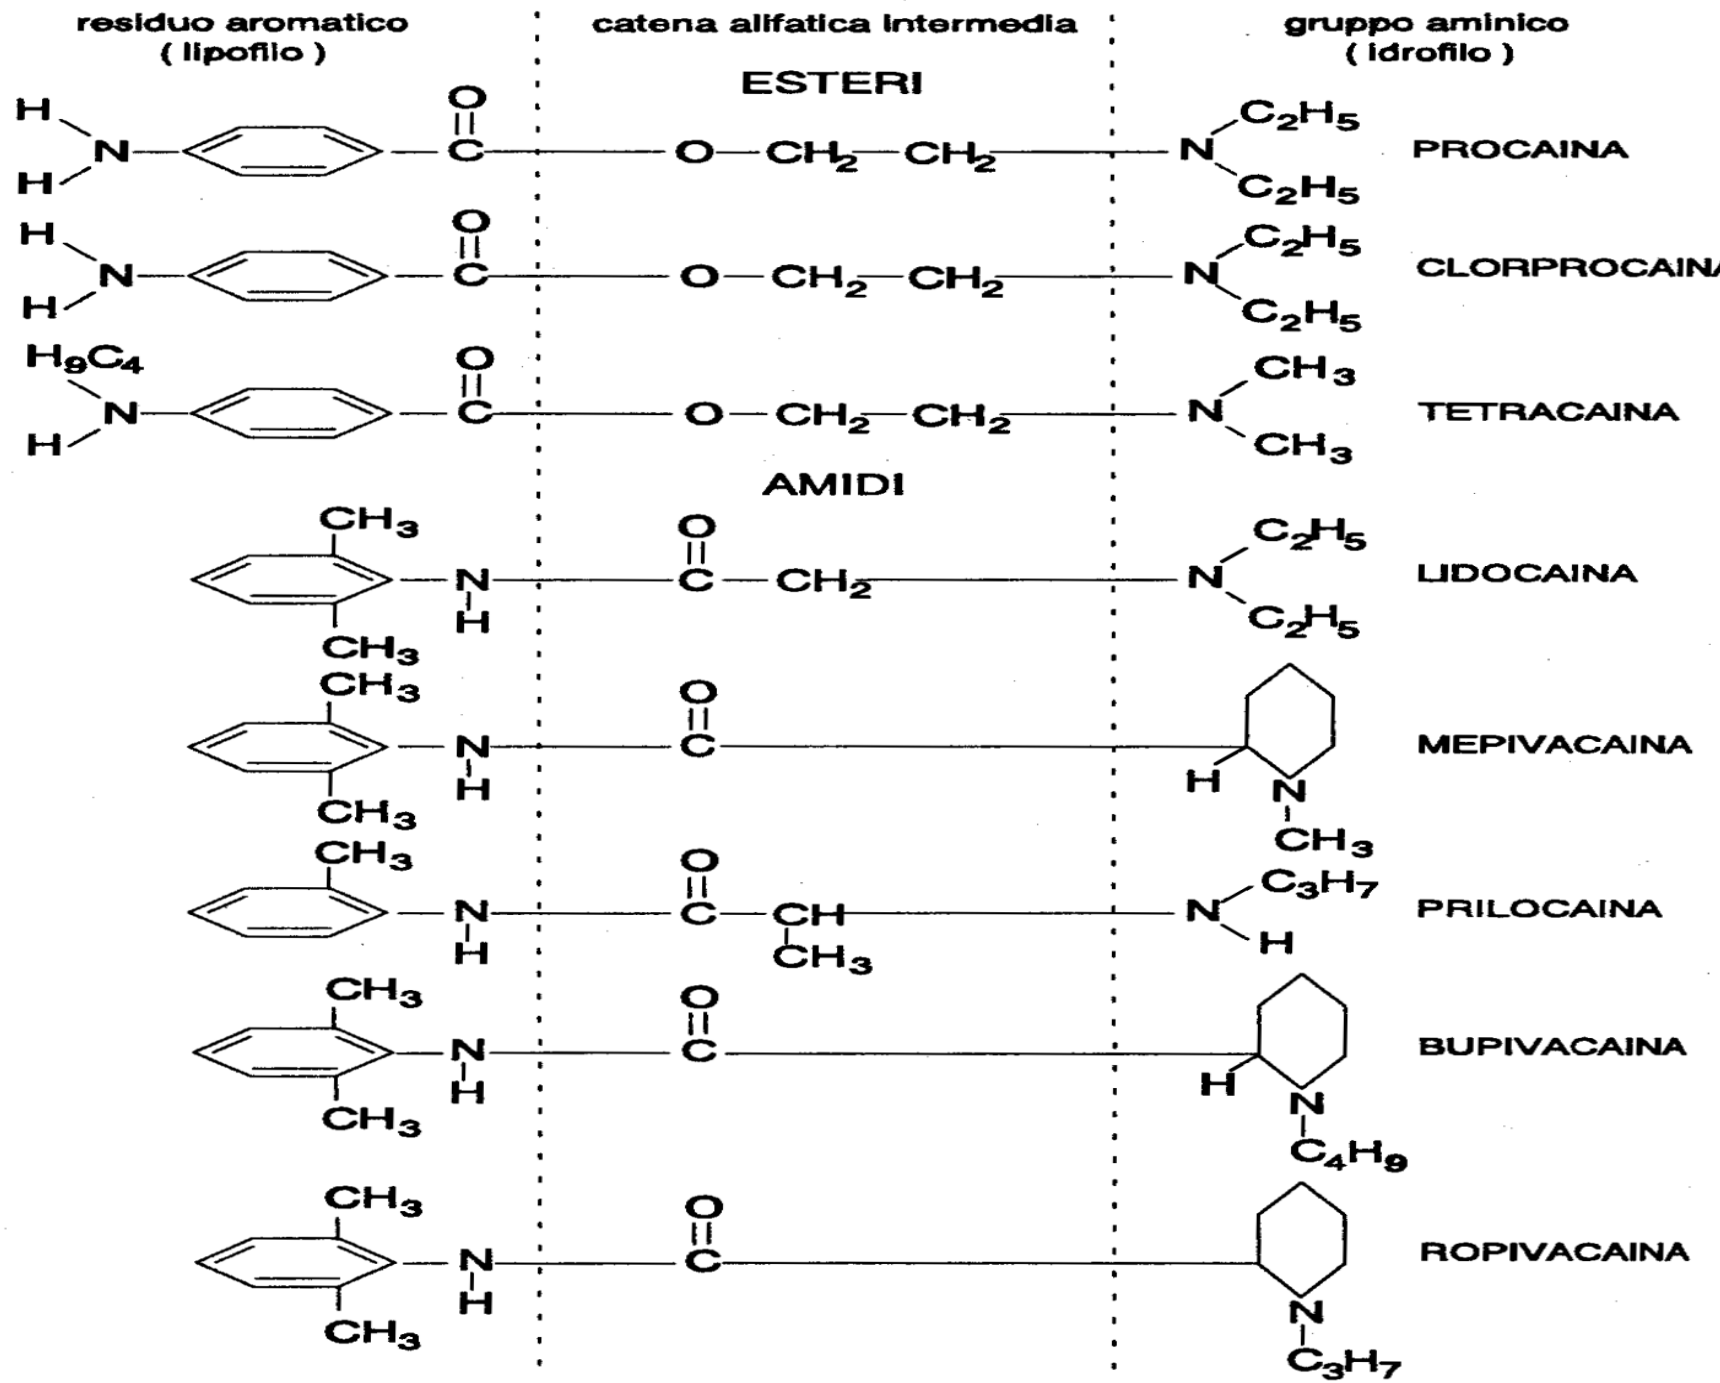 residuo aromatico
( lipofilo )
catena alifatica intermedia
gruppo aminico
( idrofilo )
ESTERI
H
H
N
C
O
O—CH2—CH2
N
C2H5
C2H5
PROCAINA
H
H
N
C
O
O—CH2—CH2
N
C2H5
C2H5
CLORPROCAINA
H9C4
H
N
C
O
O—CH2—CH2
N
CH3
CH3
TETRACAINA
AMIDI
CH3
CH3
N
H
O
C—CH2
N
C2H5
C2H5
LIDOCAINA
CH3
CH3
N
H
O
C
H
N
CH3
MEPIVACAINA
CH3
N
H
O
C—CH
CH3
N
C3H7
H
PRILOCAINA
CH3
CH3
N
H
O
C
H
N
C4H9
BUPIVACAINA
CH3
CH3
N
H
O
C
N
C3H7
ROPIVACAINA